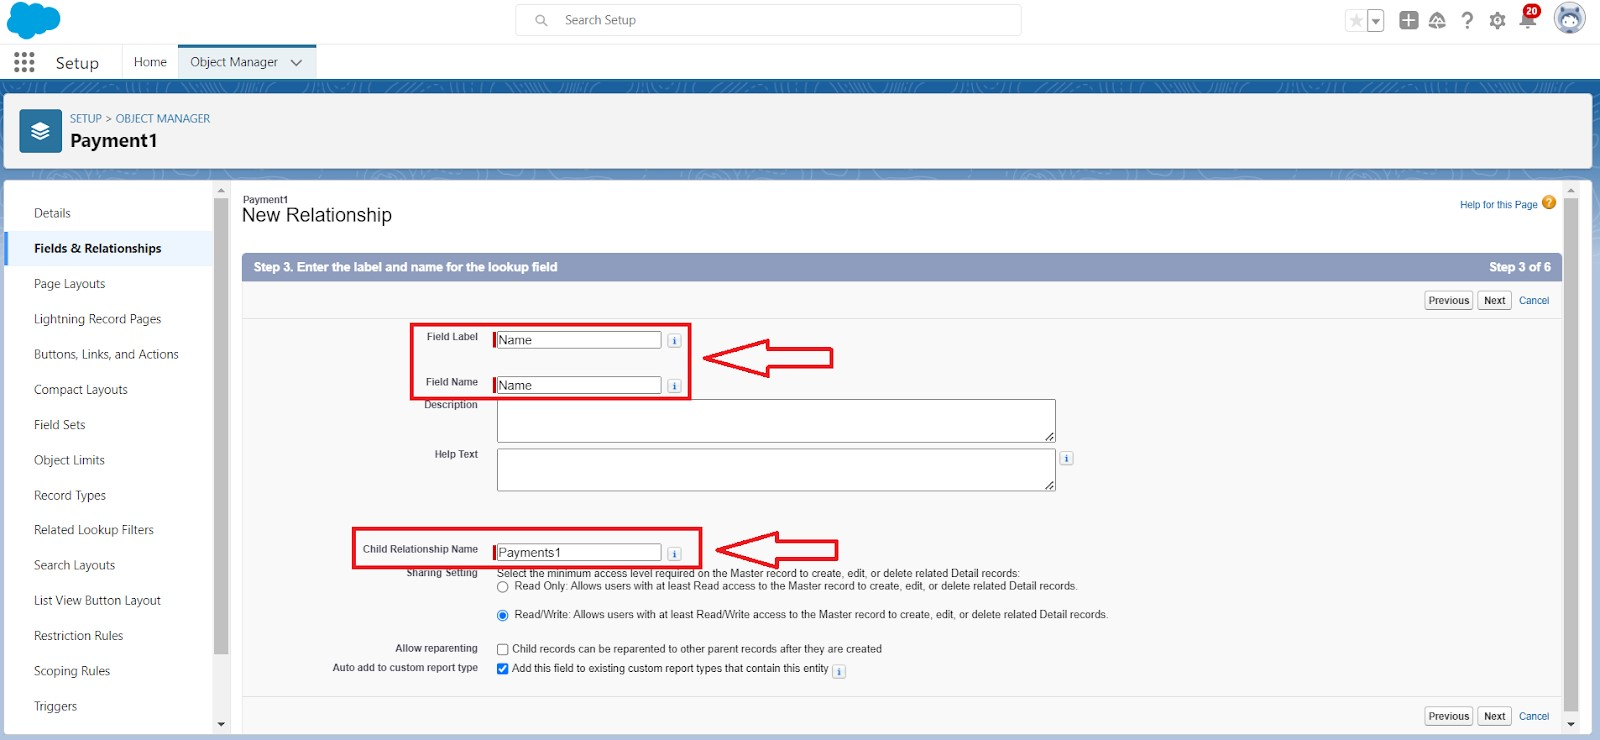 Search Setup
20
Setup
Home
Object Manager
SETUP > OBJECT MANAGER
Payment1
Details
Fields & Relationships
Page Layouts
Lightning Record Pages
Buttons, Links, and Actions
Compact Layouts
Field Sets
Object Limits
Record Types
Related Lookup Filters
Search Layouts
List View Button Layout
Restriction Rules
Scoping Rules
Triggers
Payment1
New Relationship
Help for this Page ?
Step 3. Enter the label and name for the lookup field
Step 3 of 6
Previous Next Cancel
Field Label Name i
Field Name Name i
Description
Help Text i
Child Relationship Name Payments1 i
Sharing Setting Select the minimum access level required on the Master record to create, edit, or delete related Detail records:
Read Only: Allows users with at least Read access to the Master record to create, edit, or delete related Detail records.
Read/Write: Allows users with at least Read/Write access to the Master record to create, edit, or delete related Detail records.
Allow reparenting Child records can be reparented to other parent records after they are created
Auto add to custom report type Add this field to existing custom report types that contain this entity i
Previous Next Cancel